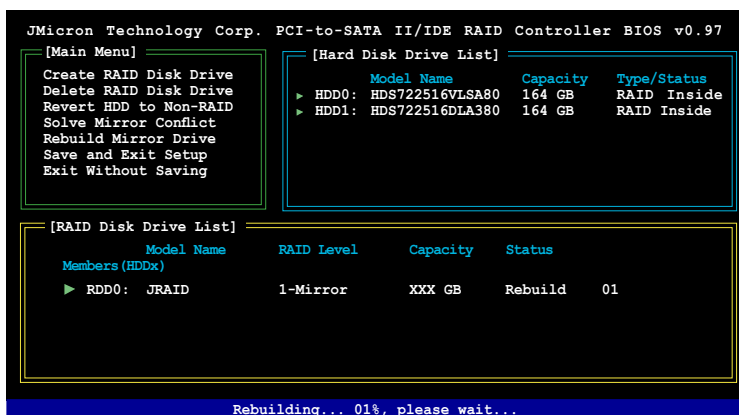 JMicron Technology Corp. PCI-to-SATA II/IDE RAID Controller BIOS v0.97
[Main Menu]
Create RAID Disk Drive
Delete RAID Disk Drive
Revert HDD to Non-RAID
Solve Mirror Conflict
Rebuild Mirror Drive
Save and Exit Setup
Exit Without Saving
[Hard Disk Drive List]
Model Name Capacity Type/Status
HDD0: HDS722516VLSA80 164 GB RAID Inside
HDD1: HDS722516DLA380 164 GB RAID Inside
[RAID Disk Drive List]
Model Name RAID Level Capacity Status
Members(HDDx)
RDD0: JRAID 1-Mirror XXX GB Rebuild 01
Rebuilding... 01%, please wait...